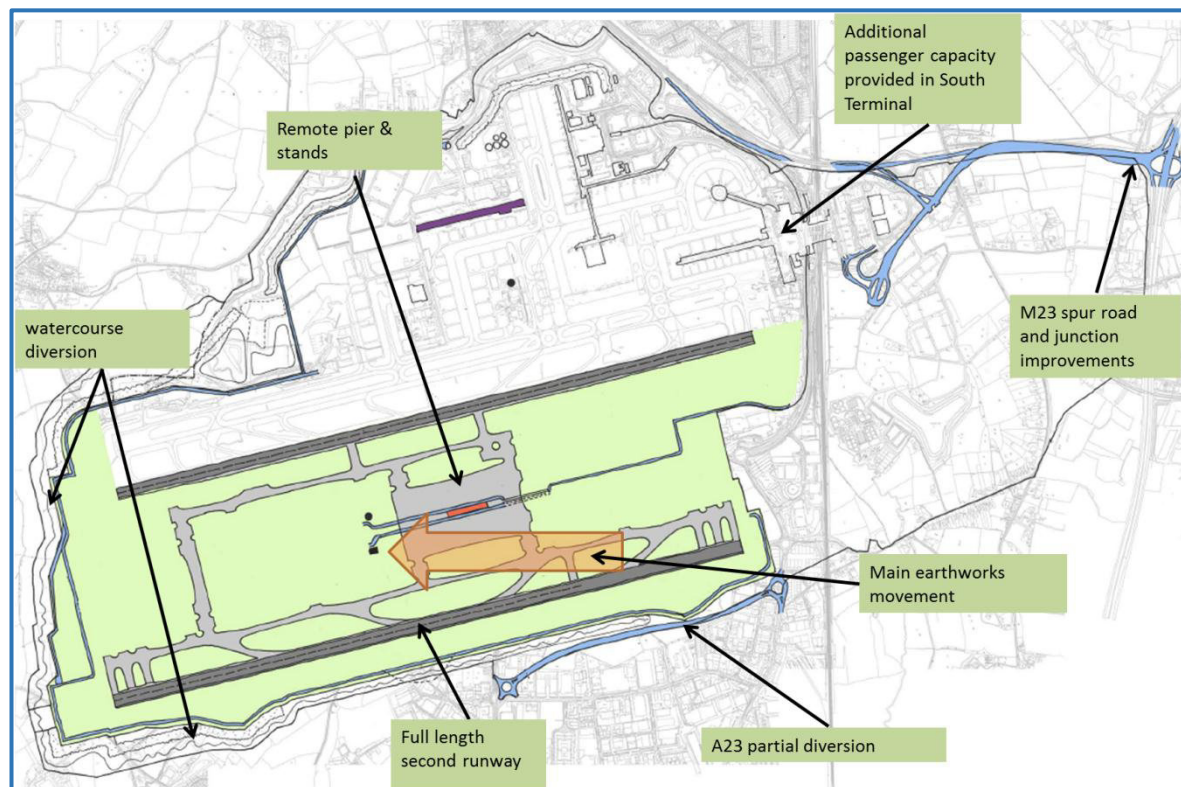 Additional
passenger capacity
provided in South
Terminal
Remote pier &
stands
M23 spur road
and junction
improvements
watercourse
diversion
Main earthworks
movement
Full length
second runway
A23 partial diversion